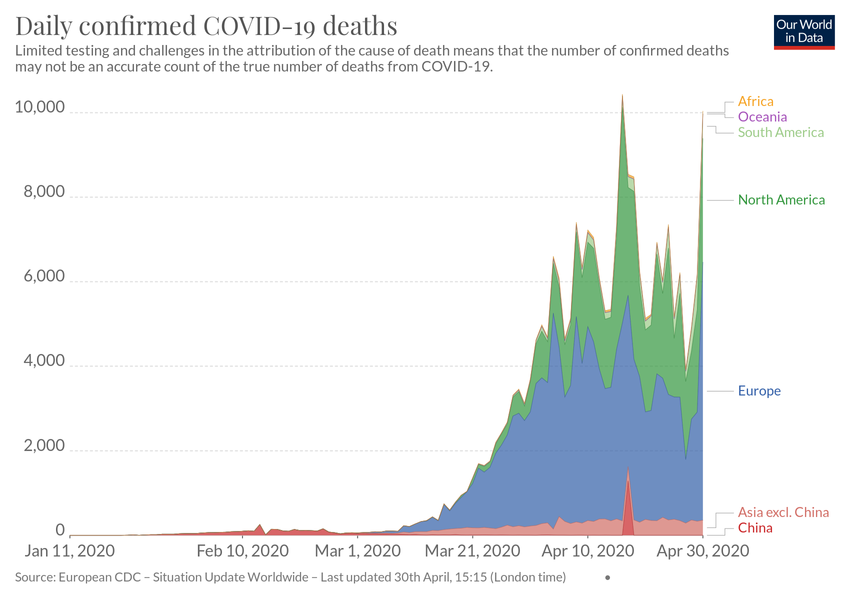 Daily confirmed COVID-19 deaths
Our World
in Data
Limited testing and challenges in the attribution of the cause of death means that the number of confirmed deaths
may not be an accurate count of the true number of deaths from COVID-19.
10,000
8,000
6,000
4,000
2,000
0
Africa
Oceania
South America
North America
Europe
Asia excl. China
China
Jan 11, 2020
Feb 10, 2020
Mar 1, 2020
Mar 21, 2020
Apr 10, 2020
Apr 30, 2020
Source: European CDC – Situation Update Worldwide – Last updated 30th April, 15:15 (London time)